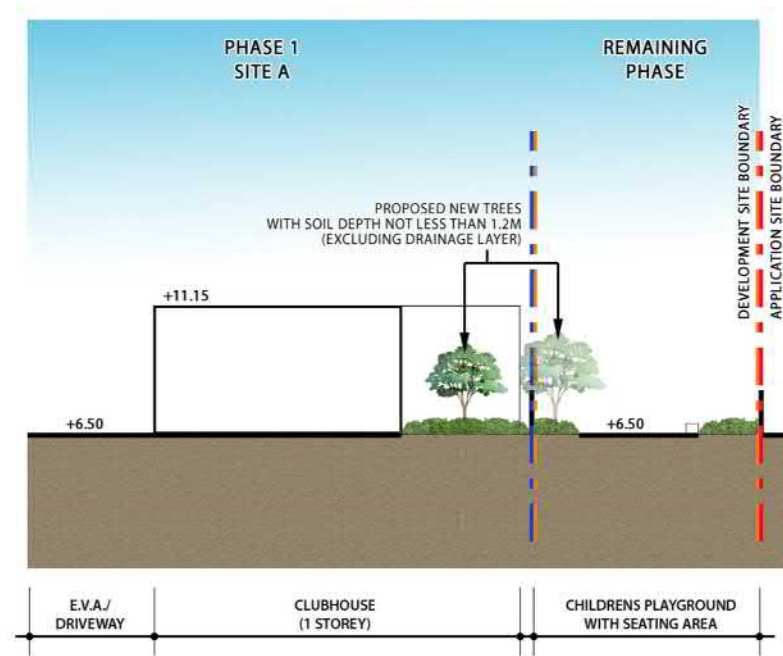 PHASE 1
SITE A
REMAINING
PHASE
DEVELOPMENT SITE BOUNDARY
APPLICATION SITE BOUNDARY
PROPOSED NEW TREES
WITH SOIL DEPTH NOT LESS THAN 1.2M
(EXCLUDING DRAINAGE LAYER)
+11.15
+6.50
+6.50
E.V.A./
DRIVEWAY
CLUBHOUSE
(1 STOREY)
CHILDRENS PLAYGROUND
WITH SEATING AREA